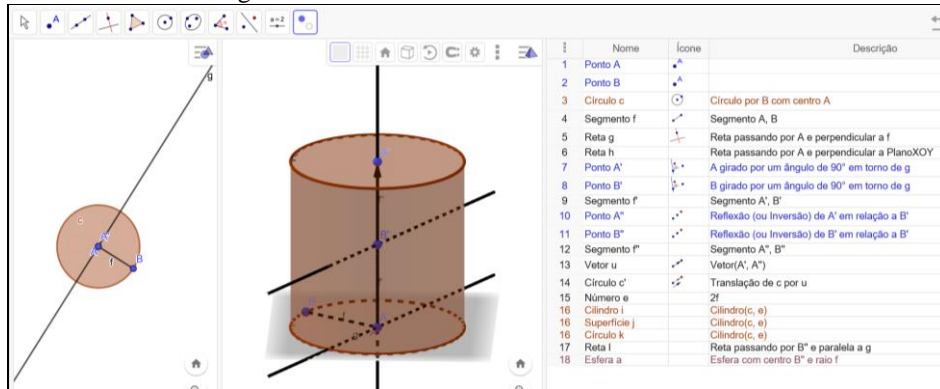 A
a=2
g
c
A'
A
f
B
Nome Ícone Descrição
1 Ponto A
2 Ponto B
3 Círculo c Círculo por B com centro A
4 Segmento f Segmento A, B
5 Reta g Reta passando por A e perpendicular a f
6 Reta h Reta passando por A e perpendicular a PlanoXOY
7 Ponto A' A girado por um ângulo de 90° em torno de g
8 Ponto B' B girado por um ângulo de 90° em torno de g
9 Segmento f' Segmento A', B'
10 Ponto A" Reflexão (ou Inversão) de A' em relação a B'
11 Ponto B" Reflexão (ou Inversão) de B' em relação a B'
12 Segmento f" Segmento A", B"
13 Vetor u Vetor(A', A")
14 Círculo c' Translação de c por u
15 Número e 2f
16 Cilindro i Cilindro(c, e)
16 Superfície j Cilindro(c, e)
16 Círculo k Cilindro(c, e)
17 Reta l Reta passando por B" e paralela a g
18 Esfera a Esfera com centro B" e raio f